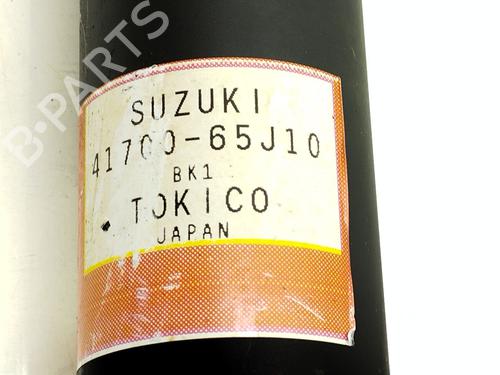 B-PARTS
SUZUKI
41700-65J10
BK1
TOKICO
JAPAN